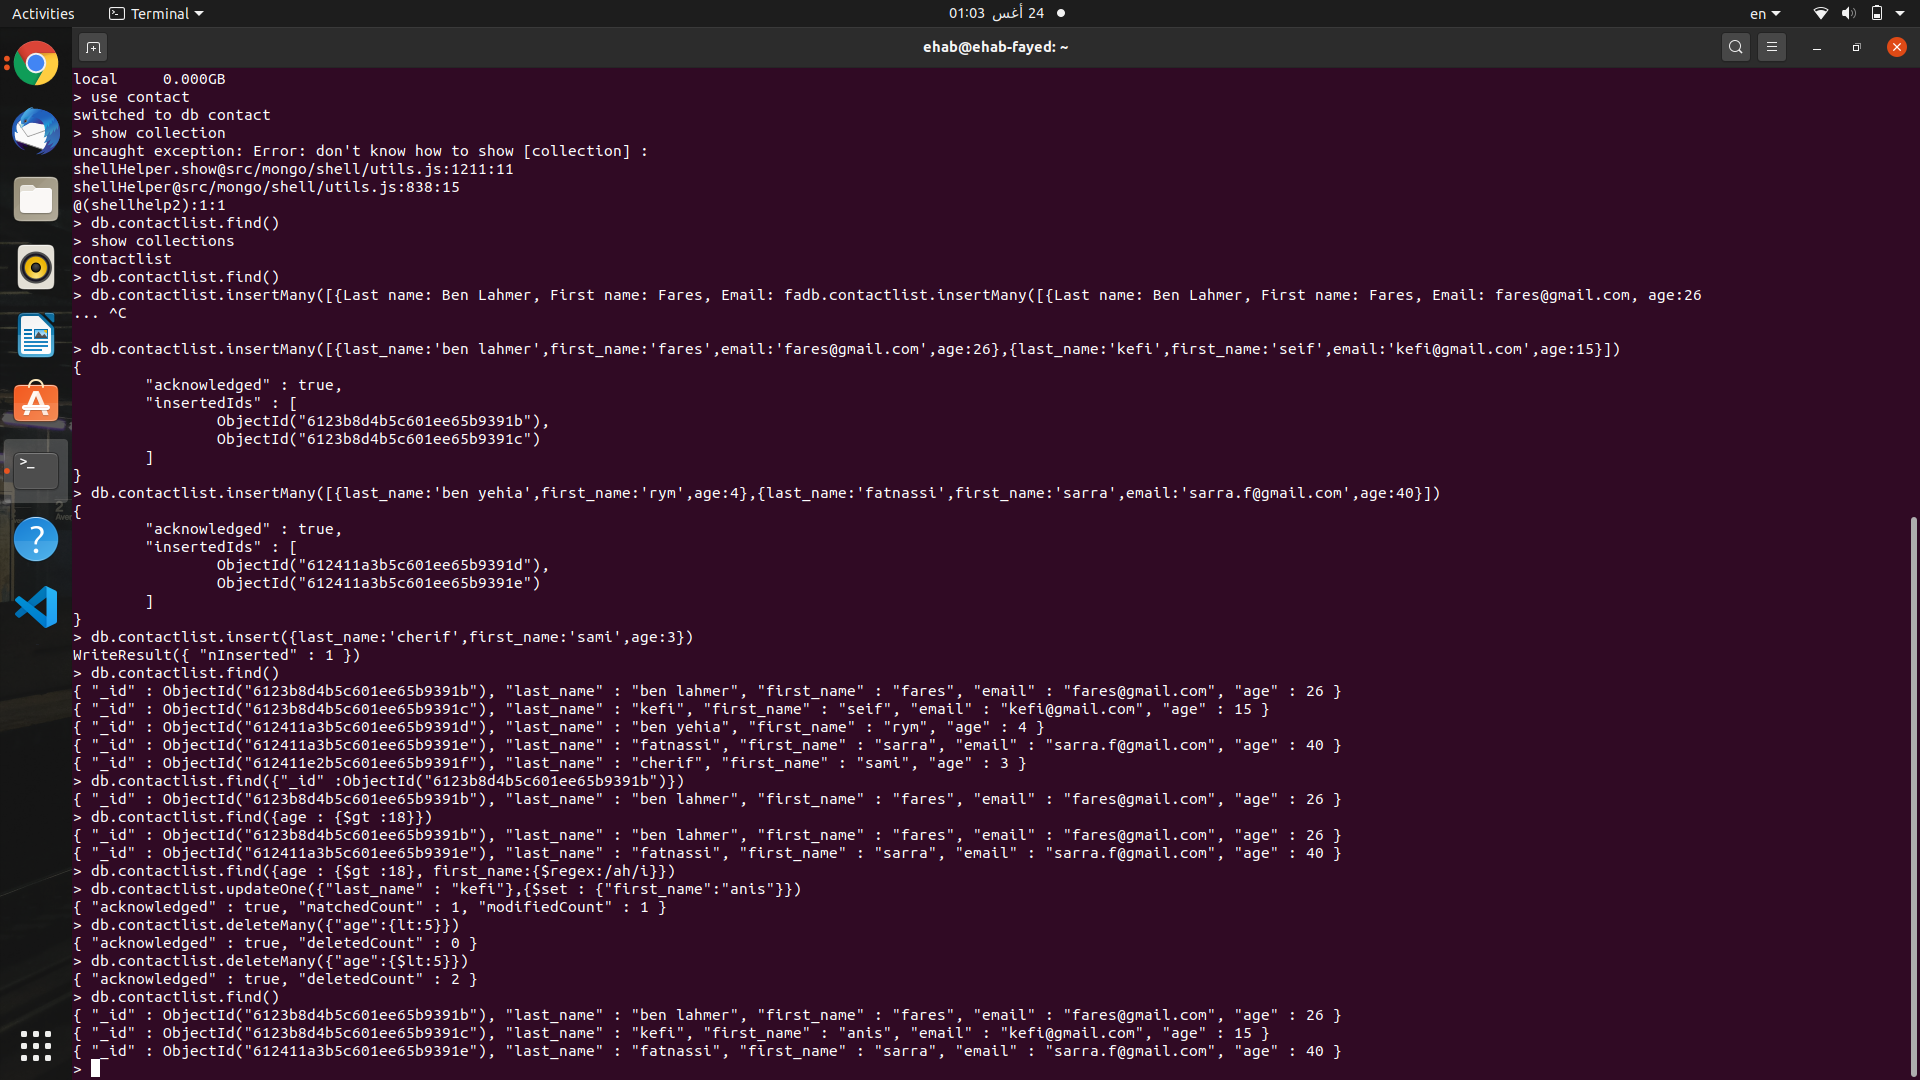 Activities
Terminal
24 أغس 01:03
en
ehab@ehab-fayed: ~
local     0.000GB
> use contact
switched to db contact
> show collection
uncaught exception: Error: don't know how to show [collection] :
shellHelper.show@src/mongo/shell/utils.js:1211:11
shellHelper@src/mongo/shell/utils.js:838:15
@(shellhelp2):1:1
> db.contactlist.find()
> show collections
contactlist
> db.contactlist.find()
> db.contactlist.insertMany([{Last name: Ben Lahmer, First name: Fares, Email: fadb.contactlist.insertMany([{Last name: Ben Lahmer, First name: Fares, Email: fares@gmail.com, age:26
... ^C
> db.contactlist.insertMany([{last_name:'ben lahmer',first_name:'fares',email:'fares@gmail.com',age:26},{last_name:'kefi',first_name:'seif',email:'kefi@gmail.com',age:15}])
{
        "acknowledged" : true,
        "insertedIds" : [
                ObjectId("6123b8d4b5c601ee65b9391b"),
                ObjectId("6123b8d4b5c601ee65b9391c")
        ]
}
> db.contactlist.insertMany([{last_name:'ben yehia',first_name:'rym',age:4},{last_name:'fatnassi',first_name:'sarra',email:'sarra.f@gmail.com',age:40}])
{
        "acknowledged" : true,
        "insertedIds" : [
                ObjectId("612411a3b5c601ee65b9391d"),
                ObjectId("612411a3b5c601ee65b9391e")
        ]
}
> db.contactlist.insert({last_name:'cherif',first_name:'sami',age:3})
WriteResult({ "nInserted" : 1 })
> db.contactlist.find()
{ "_id" : ObjectId("6123b8d4b5c601ee65b9391b"), "last_name" : "ben lahmer", "first_name" : "fares", "email" : "fares@gmail.com", "age" : 26 }
{ "_id" : ObjectId("6123b8d4b5c601ee65b9391c"), "last_name" : "kefi", "first_name" : "seif", "email" : "kefi@gmail.com", "age" : 15 }
{ "_id" : ObjectId("612411a3b5c601ee65b9391d"), "last_name" : "ben yehia", "first_name" : "rym", "age" : 4 }
{ "_id" : ObjectId("612411a3b5c601ee65b9391e"), "last_name" : "fatnassi", "first_name" : "sarra", "email" : "sarra.f@gmail.com", "age" : 40 }
{ "_id" : ObjectId("612411e2b5c601ee65b9391f"), "last_name" : "cherif", "first_name" : "sami", "age" : 3 }
> db.contactlist.find({"_id" :ObjectId("6123b8d4b5c601ee65b9391b")})
{ "_id" : ObjectId("6123b8d4b5c601ee65b9391b"), "last_name" : "ben lahmer", "first_name" : "fares", "email" : "fares@gmail.com", "age" : 26 }
> db.contactlist.find({age : {$gt :18}})
{ "_id" : ObjectId("6123b8d4b5c601ee65b9391b"), "last_name" : "ben lahmer", "first_name" : "fares", "email" : "fares@gmail.com", "age" : 26 }
{ "_id" : ObjectId("612411a3b5c601ee65b9391e"), "last_name" : "fatnassi", "first_name" : "sarra", "email" : "sarra.f@gmail.com", "age" : 40 }
> db.contactlist.find({age : {$gt :18}, first_name:{$regex:/ah/i}})
> db.contactlist.updateOne({"last_name" : "kefi"},{$set : {"first_name":"anis"}})
{ "acknowledged" : true, "matchedCount" : 1, "modifiedCount" : 1 }
> db.contactlist.deleteMany({"age":{lt:5}})
{ "acknowledged" : true, "deletedCount" : 0 }
> db.contactlist.deleteMany({"age":{$lt:5}})
{ "acknowledged" : true, "deletedCount" : 2 }
> db.contactlist.find()
{ "_id" : ObjectId("6123b8d4b5c601ee65b9391b"), "last_name" : "ben lahmer", "first_name" : "fares", "email" : "fares@gmail.com", "age" : 26 }
{ "_id" : ObjectId("6123b8d4b5c601ee65b9391c"), "last_name" : "kefi", "first_name" : "anis", "email" : "kefi@gmail.com", "age" : 15 }
{ "_id" : ObjectId("612411a3b5c601ee65b9391e"), "last_name" : "fatnassi", "first_name" : "sarra", "email" : "sarra.f@gmail.com", "age" : 40 }
>